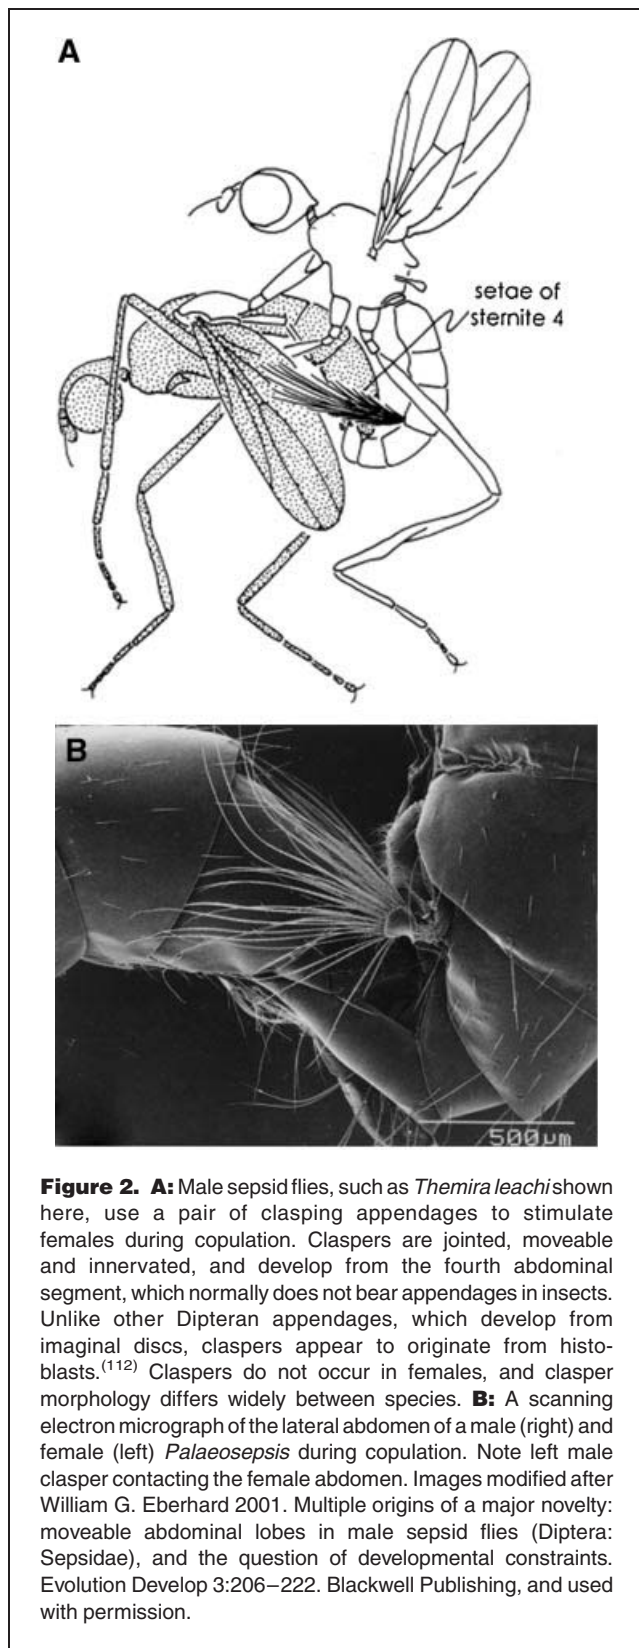 A
setae of
sternite 4
B
500μm
Figure 2. A: Male sepsid flies, such as Themira leachi shown
here, use a pair of clasping appendages to stimulate
females during copulation. Claspers are jointed, moveable
and innervated, and develop from the fourth abdominal
segment, which normally does not bear appendages in insects.
Unlike other Dipteran appendages, which develop from
imaginal discs, claspers appear to originate from histo-
blasts.(112) Claspers do not occur in females, and clasper
morphology differs widely between species. B: A scanning
electron micrograph of the lateral abdomen of a male (right) and
female (left) Palaeosepsis during copulation. Note left male
clasper contacting the female abdomen. Images modified after
William G. Eberhard 2001. Multiple origins of a major novelty:
moveable abdominal lobes in male sepsid flies (Diptera:
Sepsidae), and the question of developmental constraints.
Evolution Develop 3:206–222. Blackwell Publishing, and used
with permission.